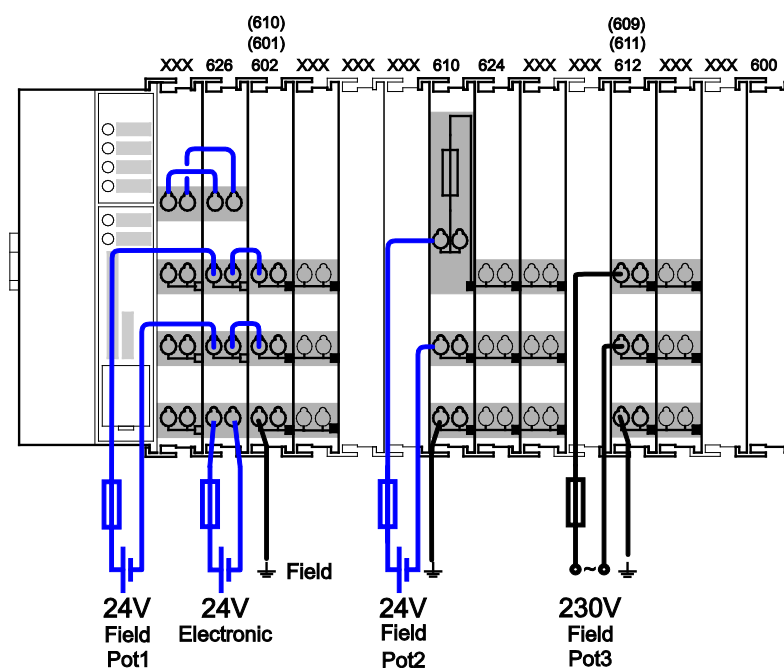 (610) (609)
(601) (611)
XXX 626 602 XXX XXX XXX 610 624 XXX XXX 612 XXX XXX 600
~
Field
24V 24V 24V 230V
Field Electronic Field Field
Pot1 Pot2 Pot3